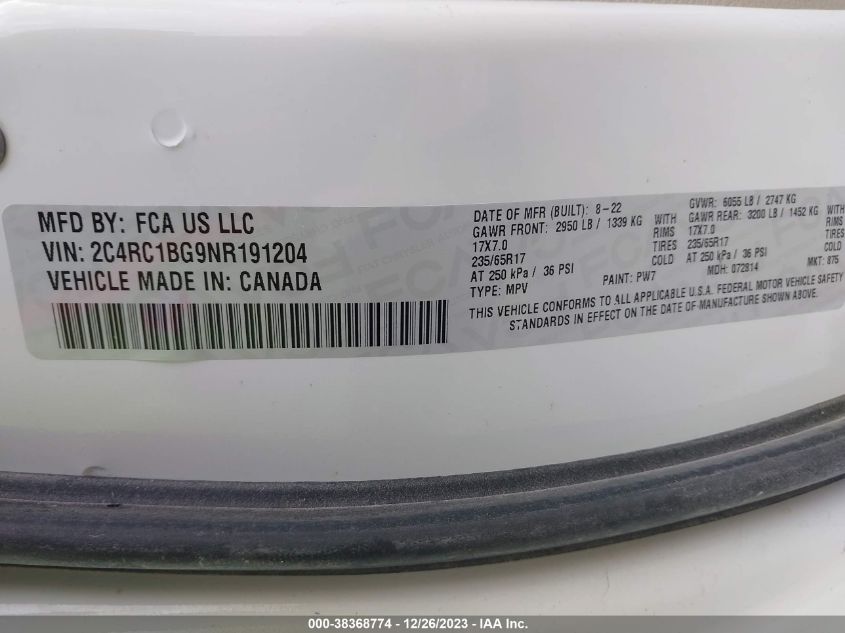 MFD BY: FCA US LLC
VIN: 2C4RC1BG9NR191204
VEHICLE MADE IN: CANADA
DATE OF MFR (BUILT): 8-22 GVWR: 6055 LB / 2747 KG
GAWR FRONT: 2950 LB / 1339 KG WITH GAWR REAR: 3200 LB / 1452 KG WITH
17X7.0 RIMS 17X7.0 RIMS
235/65R17 TIRES 235/65R17 TIRES
AT 250 kPa / 36 PSI COLD AT 250 kPa / 36 PSI COLD
TYPE: MPV PAINT: PW7 MDH: 072814 MKT: 875
THIS VEHICLE CONFORMS TO ALL APPLICABLE U.S.A. FEDERAL MOTOR VEHICLE SAFETY
STANDARDS IN EFFECT ON THE DATE OF MANUFACTURE SHOWN ABOVE.
000-38368774 - 12/26/2023 - IAA Inc.